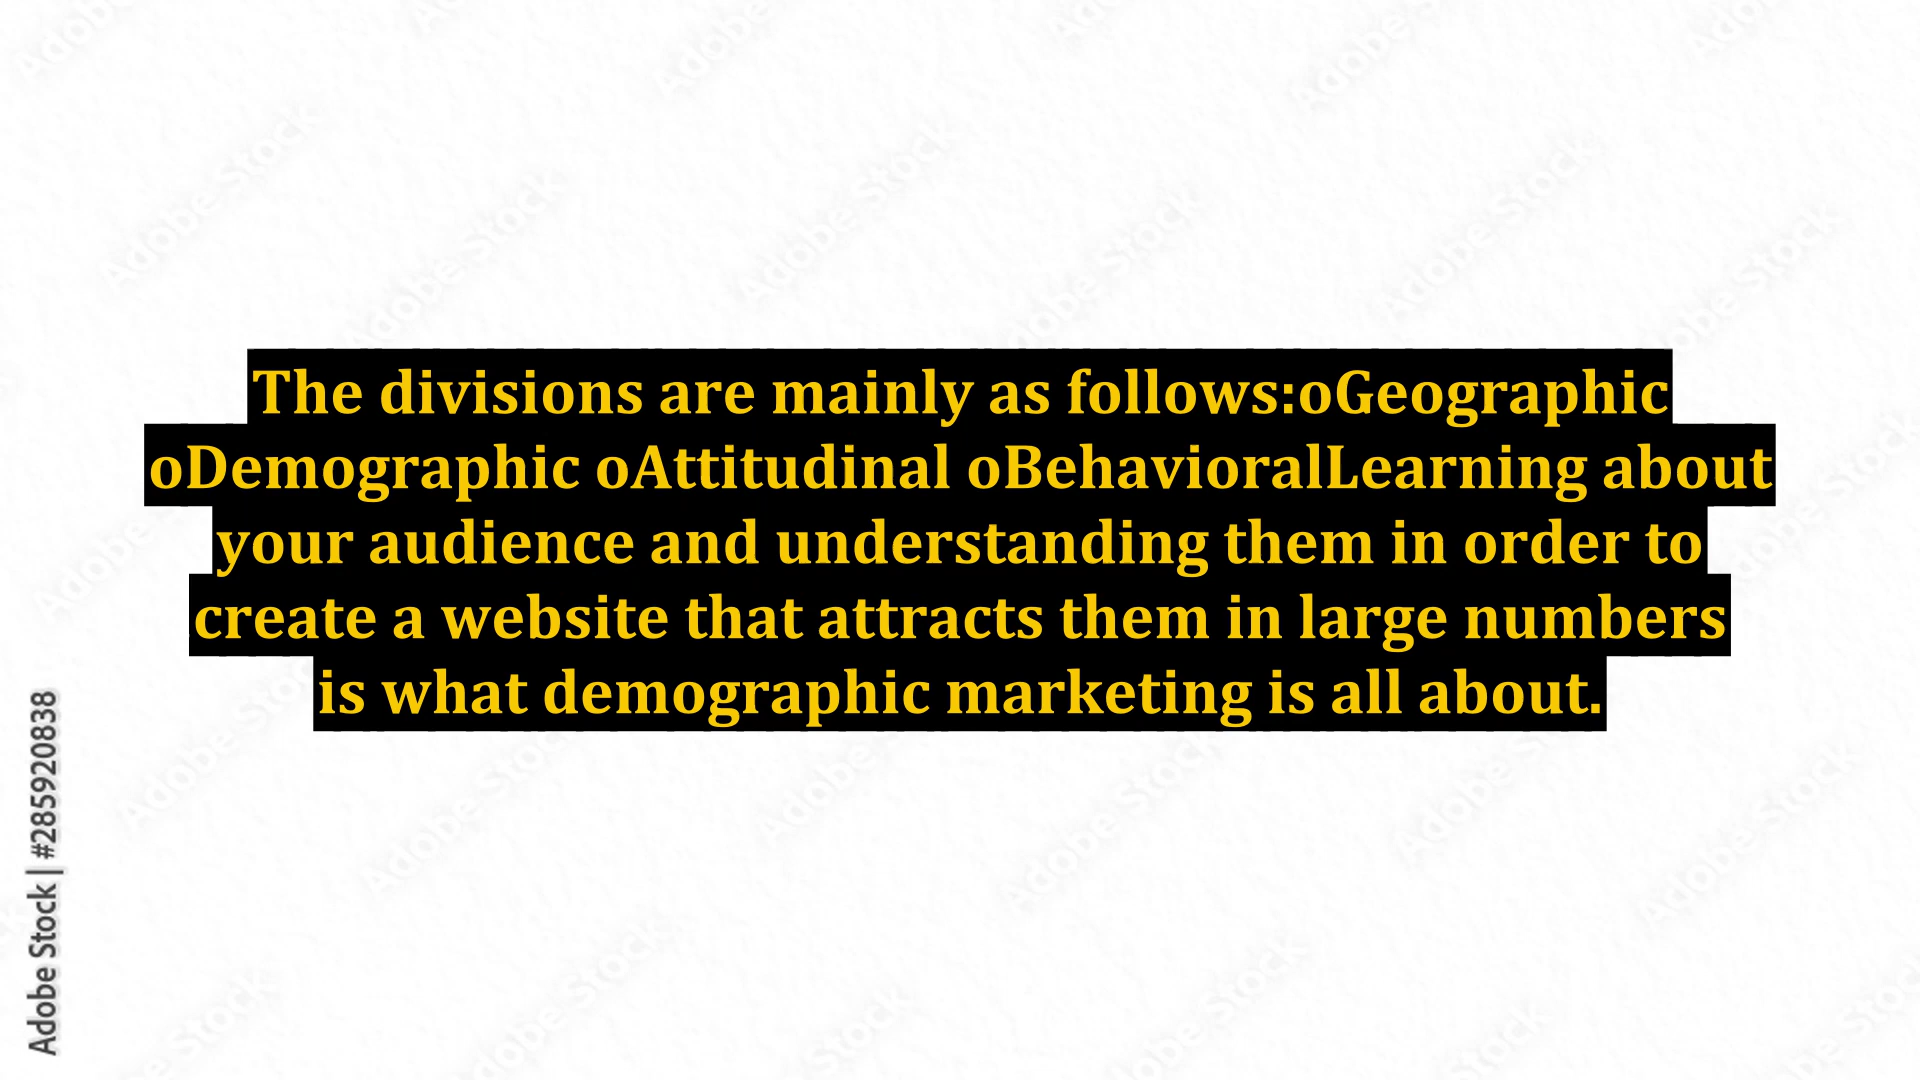 The divisions are mainly as follows:oGeographic
oDemographic oAttitudinal oBehavioralLearning about
your audience and understanding them in order to
create a website that attracts them in large numbers
is what demographic marketing is all about.
Adobe Stock | #285920838